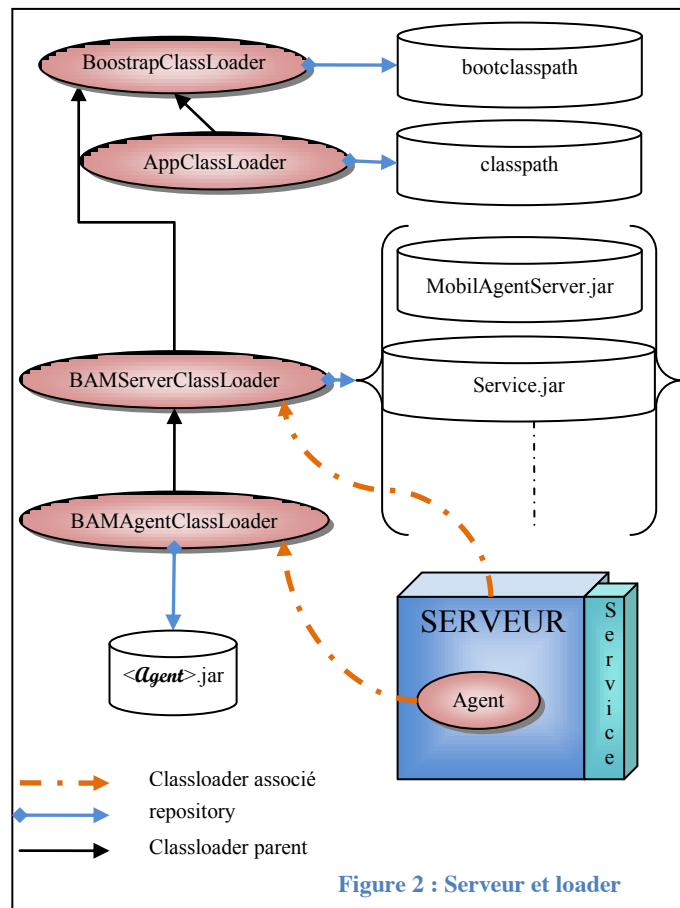 BoostrapClassLoader
bootclasspath
AppClassLoader
classpath
MobilAgentServer.jar
BAMServerClassLoader
Service.jar
BAMAgentClassLoader
SERVEUR
Service
Agent
<Agent>.jar
Classloader associé
repository
Classloader parent
Figure 2 : Serveur et loader